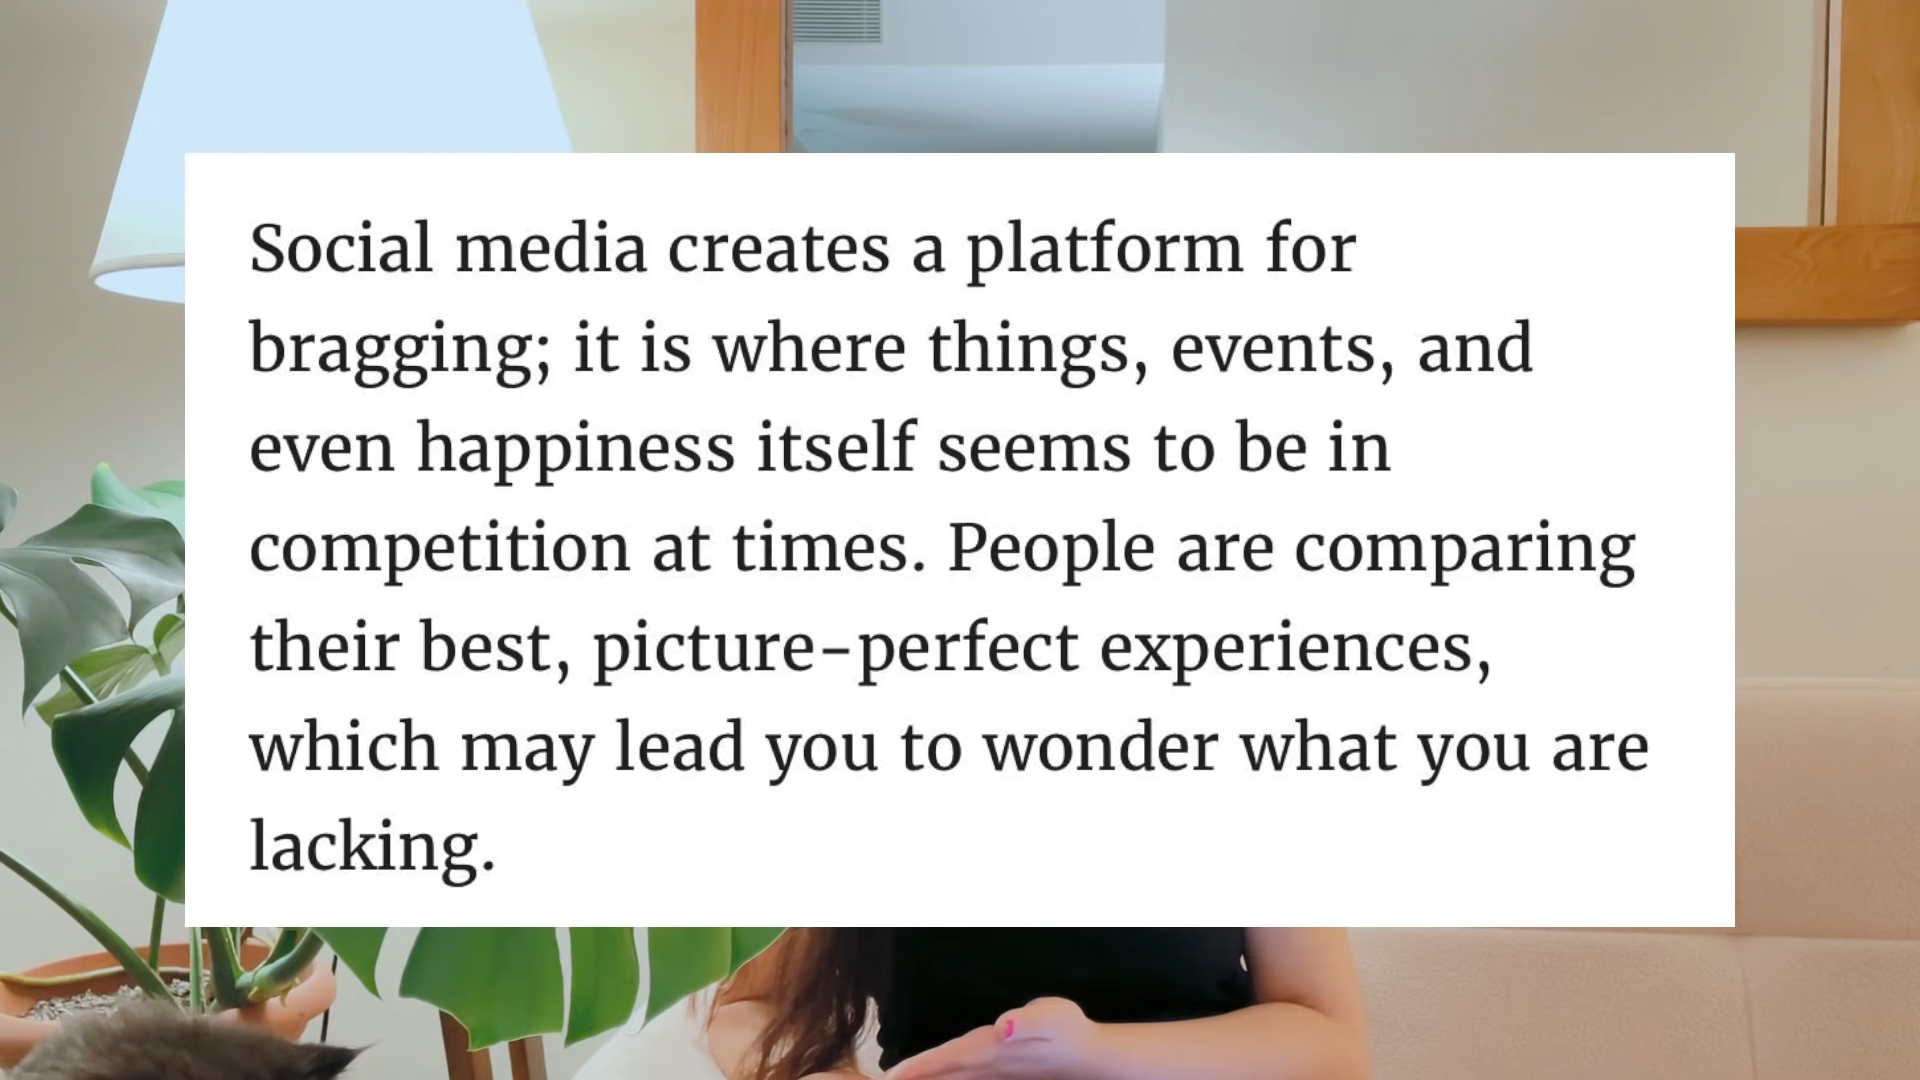 Social media creates a platform for
bragging; it is where things, events, and
even happiness itself seems to be in
competition at times. People are comparing
their best, picture-perfect experiences,
which may lead you to wonder what you are
lacking.